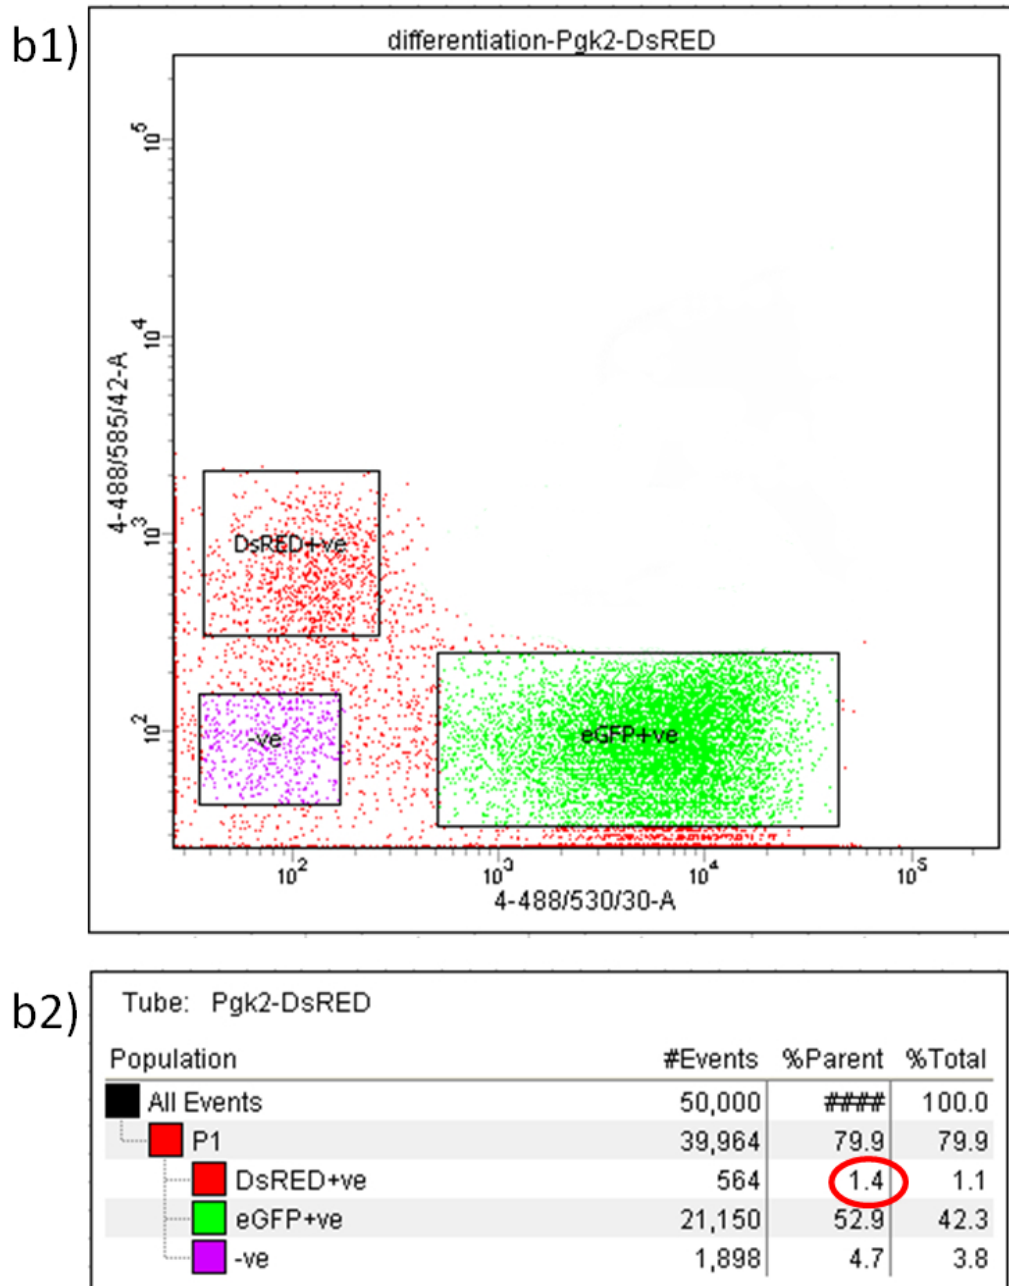 b1)
differentiation-Pgk2-DsRED
4-488/585/42-A
10^5
10^4
10^3
10^2
DsRED+ve
-ve
eGFP+ve
10^2 10^3 10^4 10^5
4-488/530/30-A
b2)
Tube: Pgk2-DsRED
Population #Events %Parent %Total
All Events 50,000 #### 100.0
P1 39,964 79.9 79.9
DsRED+ve 564 1.4 1.1
eGFP+ve 21,150 52.9 42.3
-ve 1,898 4.7 3.8